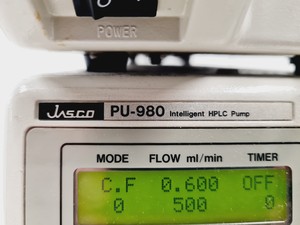 POWER
JASCO PU-980 Intelligent HPLC Pump
MODE FLOW ml/min TIMER
C.F 0.600 OFF
0 500 0